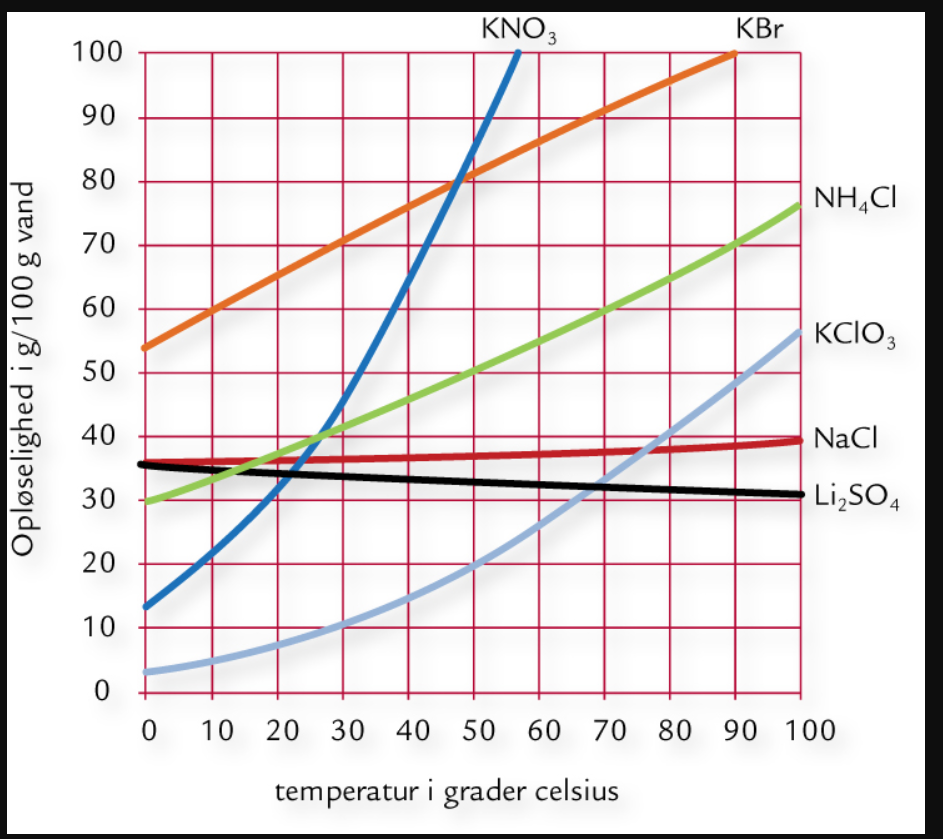 KNO₃ KBr
100
90
80
70
60
50
40
30
20
10
0
Opløselighed i g/100 g vand
NH₄Cl
KClO₃
NaCl
Li₂SO₄
0 10 20 30 40 50 60 70 80 90 100
temperatur i grader celsius